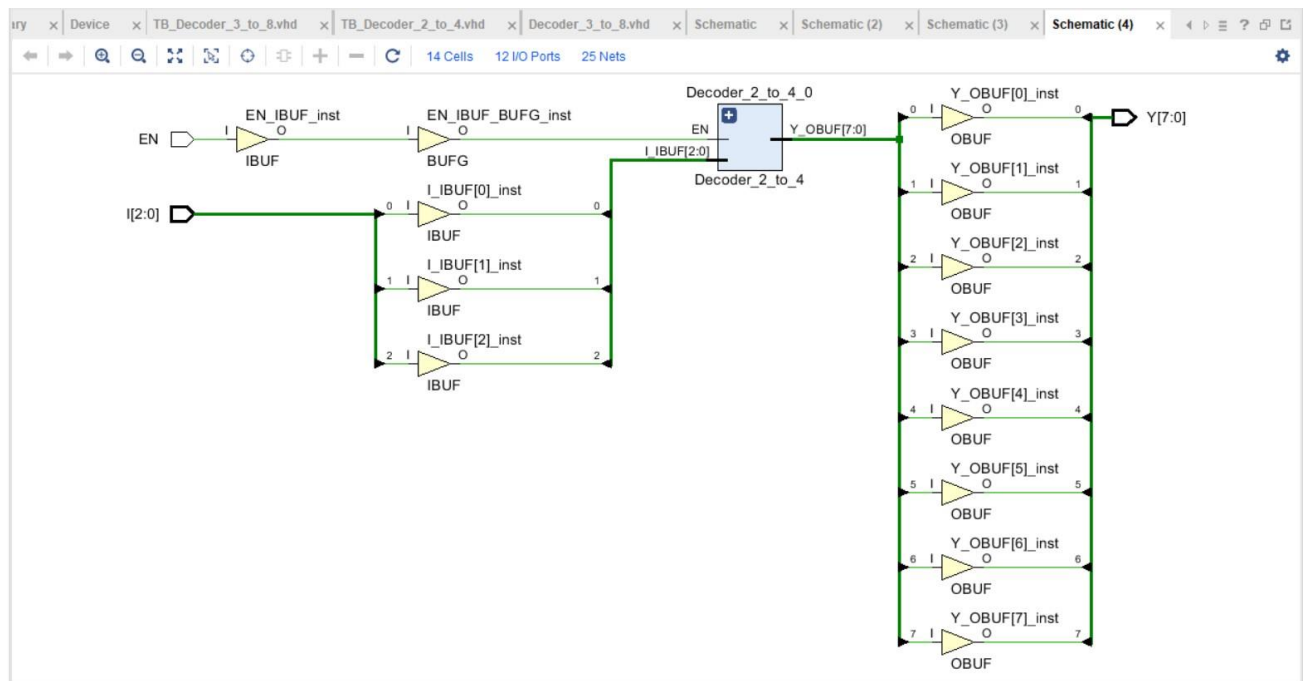 ary Device TB_Decoder_3_to_8.vhd TB_Decoder_2_to_4.vhd Decoder_3_to_8.vhd Schematic Schematic (2) Schematic (3) Schematic (4)
14 Cells 12 I/O Ports 25 Nets
EN
I
EN_IBUF_inst
O
IBUF
I
EN_IBUF_BUFG_inst
O
BUFG
I[2:0]
0 I
I_IBUF[0]_inst
O
0
IBUF
1 I
I_IBUF[1]_inst
O
1
IBUF
2 I
I_IBUF[2]_inst
O
2
IBUF
Decoder_2_to_4_0
EN
I_IBUF[2:0]
Y_OBUF[7:0]
Decoder_2_to_4
0 I
Y_OBUF[0]_inst
O
0
OBUF
1 I
Y_OBUF[1]_inst
O
1
OBUF
2 I
Y_OBUF[2]_inst
O
2
OBUF
3 I
Y_OBUF[3]_inst
O
3
OBUF
4 I
Y_OBUF[4]_inst
O
4
OBUF
5 I
Y_OBUF[5]_inst
O
5
OBUF
6 I
Y_OBUF[6]_inst
O
6
OBUF
7 I
Y_OBUF[7]_inst
O
7
OBUF
Y[7:0]